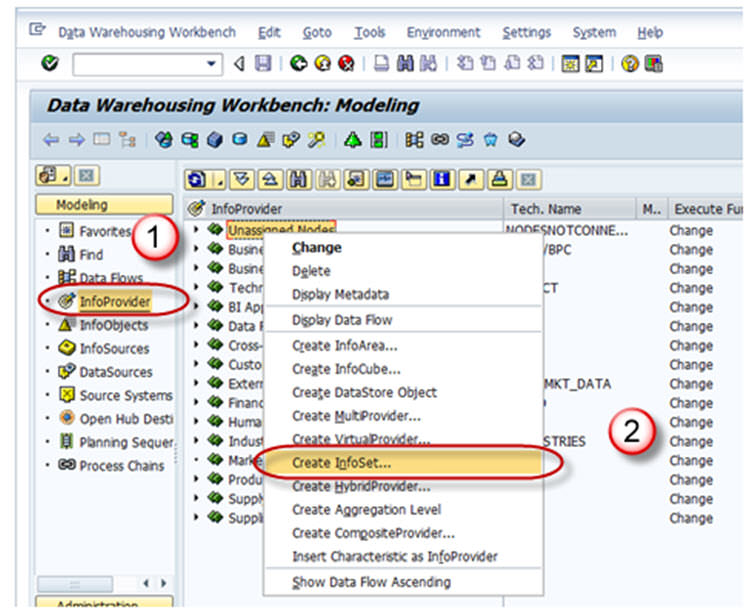 Data Warehousing Workbench Edit Goto Tools Environment Settings System Help
Data Warehousing Workbench: Modeling
Modeling
InfoProvider Tech. Name M.. Execute Fu
Favorites
1
Unassigned Nodes NODESNOTCONNE... Change
Find
Busine /BPC Change
Data Flows
Busine Change
InfoProvider
Techn CT Change
InfoObjects
BI Ap Change
InfoSources
Data Change
DataSources
Cross- Change
Source Systems
Custo Change
Open Hub Desti
Extern MKT_DATA Change
Planning Sequer
Financ Change
Process Chains
Huma Change
Indust STRIES Change
2
Marke Change
Produ Change
Suppl Change
Suppli Change
Change
Delete
Display Metadata
Display Data Flow
Create InfoArea...
Create InfoCube...
Create DataStore Object
Create MultiProvider...
Create VirtualProvider...
Create InfoSet...
Create HybridProvider...
Create Aggregation Level
Create CompositeProvider...
Insert Characteristic as InfoProvider
Show Data Flow Ascending
Administration